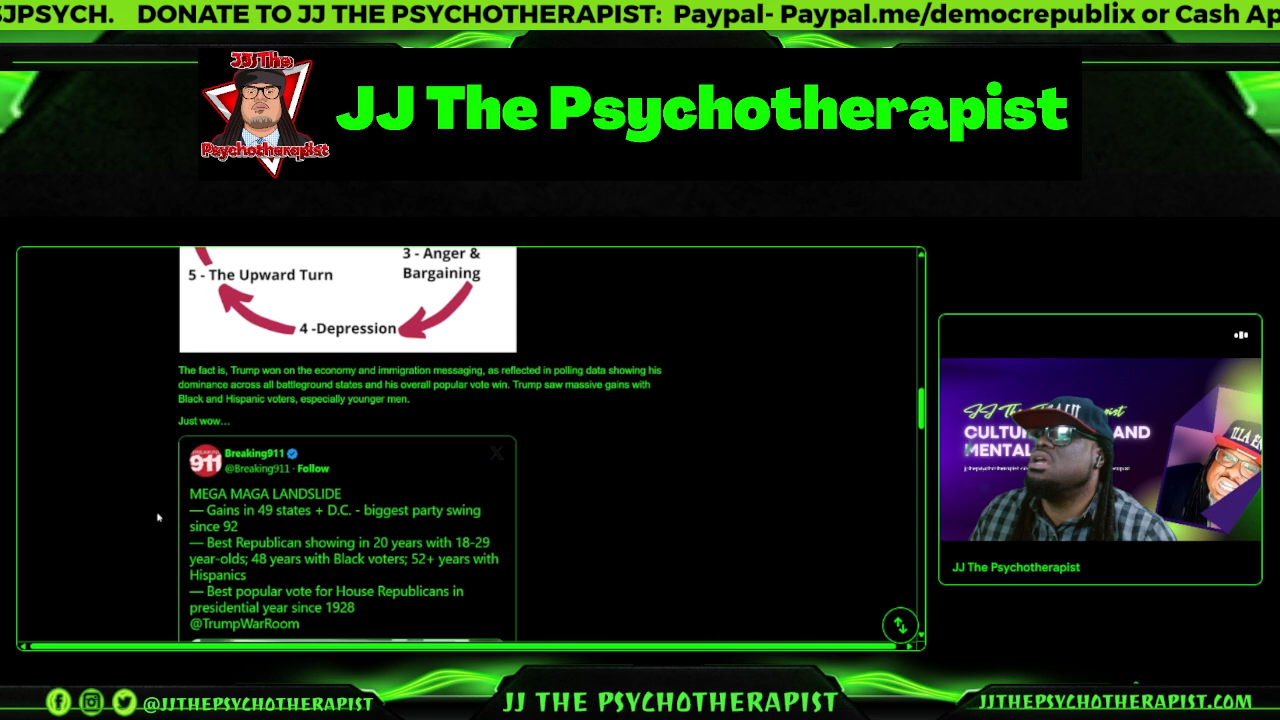 SJPSYCH. DONATE TO JJ THE PSYCHOTHERAPIST: Paypal- Paypal.me/democrepublix or Cash Ap
JJ The
Psychotherapist
JJ The Psychotherapist
3 - Anger &
Bargaining
5 - The Upward Turn
4 -Depression
The fact is, Trump won on the economy and immigration messaging, as reflected in polling data showing his
dominance across all battleground states and his overall popular vote win. Trump saw massive gains with
Black and Hispanic voters, especially younger men.
Just wow…
911
Breaking911
@Breaking911 · Follow
MEGA MAGA LANDSLIDE
— Gains in 49 states + D.C. - biggest party swing
since 92
— Best Republican showing in 20 years with 18-29
year-olds; 48 years with Black voters; 52+ years with
Hispanics
— Best popular vote for House Republicans in
presidential year since 1928
@TrumpWarRoom
JJ The
AND
MENTAL
JJ The Psychotherapist
@JJTHEPSYCHOTHERAPIST
JJ THE PSYCHOTHERAPIST
JJTHEPSYCHOTHERAPIST.COM